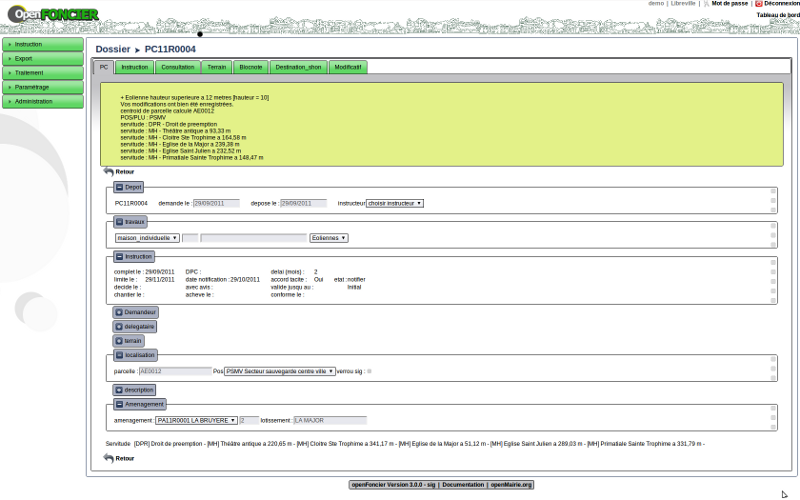 OpenFONCIER
demo | Libreville | Mot de passe | Déconnexion
Tableau de bord
Instruction
Export
Traitement
Paramétrage
Administration
Dossier ► PC11R0004
PC Instruction Consultation Terrain Blocnote Destination_shon Modificatif
+ Eolienne hauteur superieure a 12 metres [hauteur = 10]
Vos modifications ont bien été enregistrées.
centroid de parcelle calculé AE0012
POS/PLU : PSMV
servitude : DPR - Droit de preemption
servitude : MH - Théâtre antique a 93,33 m
servitude : MH - Cloitre Ste Trophime a 164,58 m
servitude : MH - Eglise de la Major a 239,38 m
servitude : MH - Eglise Saint Julien a 232,52 m
servitude : MH - Primatiale Sainte Trophime a 148,47 m
Retour
Depot
PC11R0004 demande le : 29/09/2011 depose le : 29/09/2011 instructeur choisir instructeur
travaux
maison_individuelle Eoliennes
Instruction
complet le : 29/09/2011 DPC : delai (mois) : 2
limite le : 29/11/2011 date notification : 29/10/2011 accord tacite : Oui etat : notifier
decide le : avec avis : valide jusqu au : Initial
chantier le : acheve le : conforme le :
Demandeur
delegataire
terrain
localisation
parcelle : AE0012 Pos PSMV Secteur sauvegarde centre ville verrou sig :
description
Amenagement
amenagement : PA11R0001 LA BRUYERE 2 lotissement : LA MAJOR
Servitude [DPR] Droit de preemption - [MH] Théâtre antique a 220,65 m - [MH] Cloitre Ste Trophime a 341,17 m - [MH] Eglise de la Major a 51,12 m - [MH] Eglise Saint Julien a 289,03 m - [MH] Primatiale Sainte Trophime a 331,79 m -
Retour
openFoncier Version 3.0.0 - sig | Documentation | openMairie.org